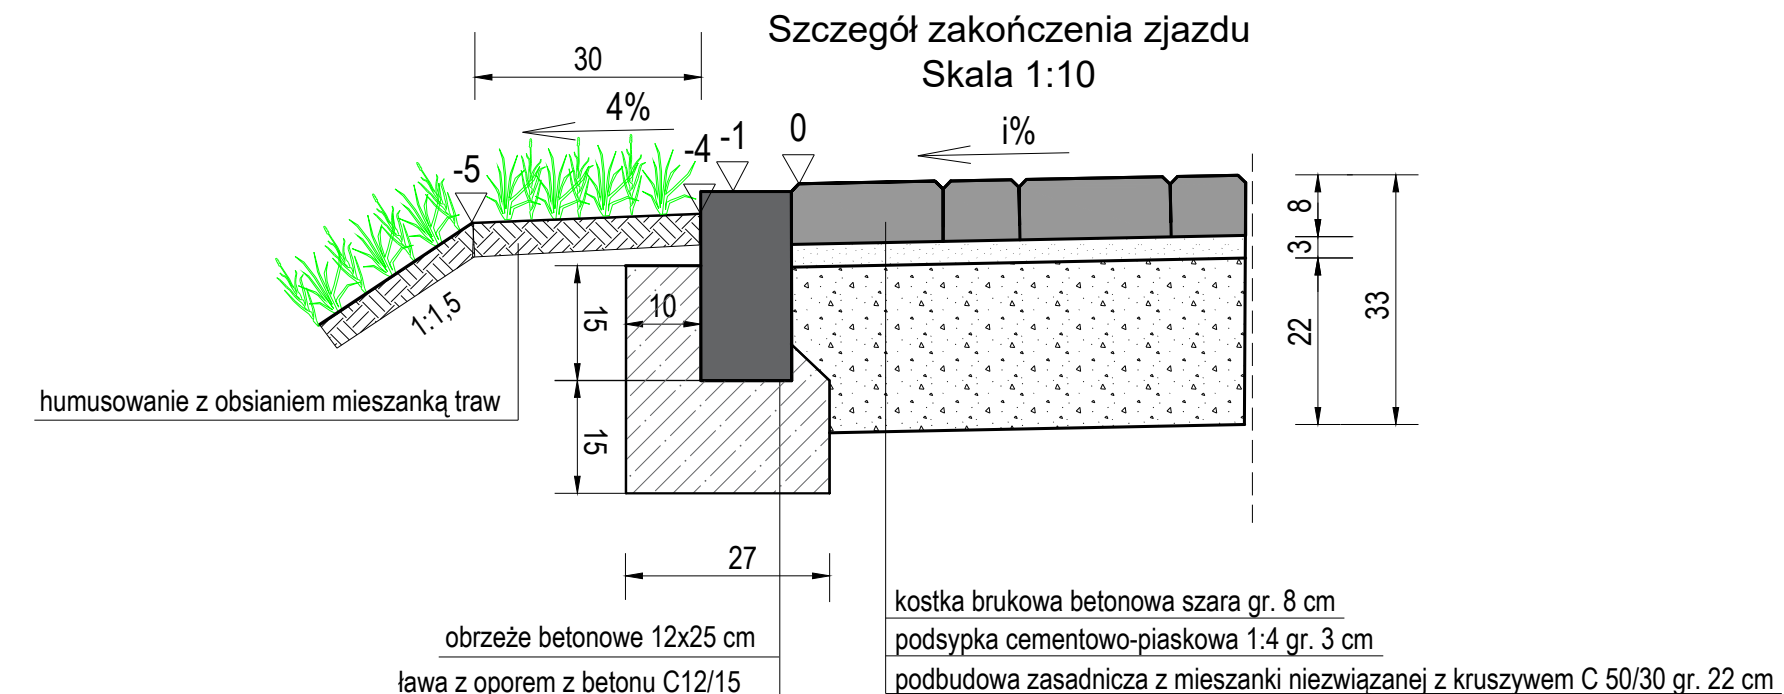 Szczegół zakończenia zjazdu
Skala 1:10
30
4%
-5
-4
-1
0
i%
8
3
22
33
10
15
15
1:1,5
humusowanie z obsianiem mieszanką traw
27
kostka brukowa betonowa szara gr. 8 cm
obrzeże betonowe 12x25 cm
podsypka cementowo-piaskowa 1:4 gr. 3 cm
ława z oporem z betonu C12/15
podbudowa zasadnicza z mieszanki niezwiązanej z kruszywem C 50/30 gr. 22 cm